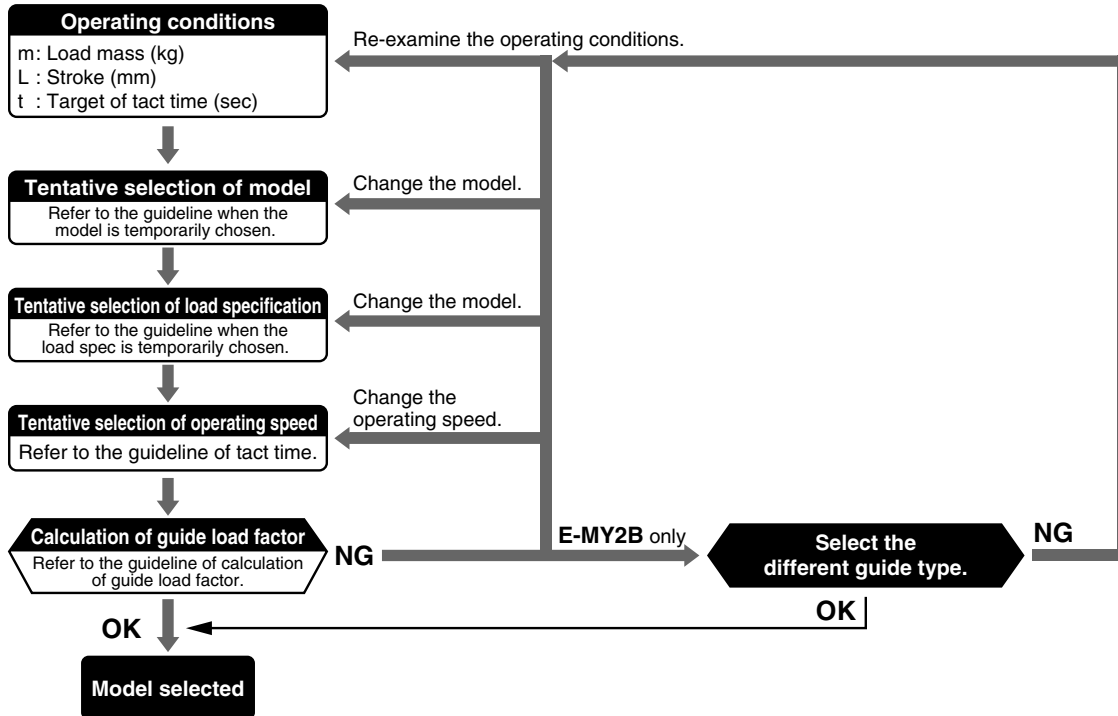 Operating conditions
m: Load mass (kg)
L : Stroke (mm)
t : Target of tact time (sec)
Re-examine the operating conditions.
Tentative selection of model
Refer to the guideline when the
model is temporarily chosen.
Change the model.
Tentative selection of load specification
Refer to the guideline when the
load spec is temporarily chosen.
Change the model.
Tentative selection of operating speed
Refer to the guideline of tact time.
Change the
operating speed.
Calculation of guide load factor
Refer to the guideline of calculation
of guide load factor.
NG
E-MY2B only
Select the
different guide type.
NG
OK
OK
Model selected